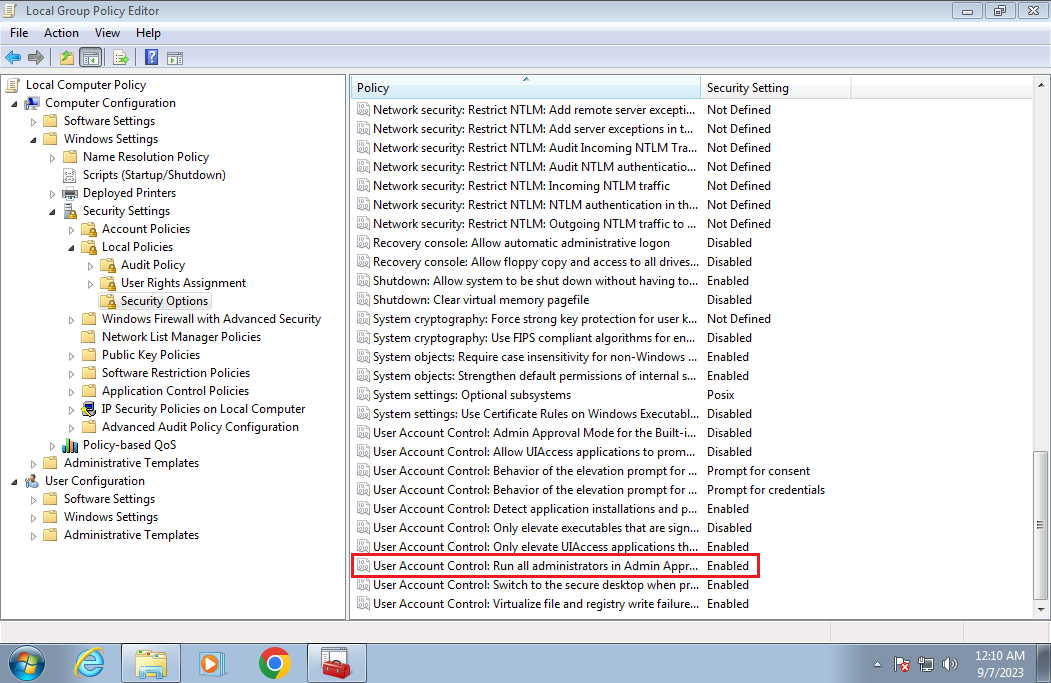 Local Group Policy Editor
File Action View Help
Local Computer Policy
Computer Configuration
Software Settings
Windows Settings
Name Resolution Policy
Scripts (Startup/Shutdown)
Deployed Printers
Security Settings
Account Policies
Local Policies
Audit Policy
User Rights Assignment
Security Options
Windows Firewall with Advanced Security
Network List Manager Policies
Public Key Policies
Software Restriction Policies
Application Control Policies
IP Security Policies on Local Computer
Advanced Audit Policy Configuration
Policy-based QoS
Administrative Templates
User Configuration
Software Settings
Windows Settings
Administrative Templates
Policy Security Setting
Network security: Restrict NTLM: Add remote server excepti... Not Defined
Network security: Restrict NTLM: Add server exceptions in t... Not Defined
Network security: Restrict NTLM: Audit Incoming NTLM Tra... Not Defined
Network security: Restrict NTLM: Audit NTLM authenticatio... Not Defined
Network security: Restrict NTLM: Incoming NTLM traffic Not Defined
Network security: Restrict NTLM: NTLM authentication in th... Not Defined
Network security: Restrict NTLM: Outgoing NTLM traffic to ... Not Defined
Recovery console: Allow automatic administrative logon Disabled
Recovery console: Allow floppy copy and access to all drives... Disabled
Shutdown: Allow system to be shut down without having to... Enabled
Shutdown: Clear virtual memory pagefile Disabled
System cryptography: Force strong key protection for user k... Not Defined
System cryptography: Use FIPS compliant algorithms for en... Disabled
System objects: Require case insensitivity for non-Windows ... Enabled
System objects: Strengthen default permissions of internal s... Enabled
System settings: Optional subsystems Posix
System settings: Use Certificate Rules on Windows Executabl... Disabled
User Account Control: Admin Approval Mode for the Built-i... Disabled
User Account Control: Allow UIAccess applications to prom... Disabled
User Account Control: Behavior of the elevation prompt for ... Prompt for consent
User Account Control: Behavior of the elevation prompt for ... Prompt for credentials
User Account Control: Detect application installations and p... Enabled
User Account Control: Only elevate executables that are sign... Disabled
User Account Control: Only elevate UIAccess applications th... Enabled
User Account Control: Run all administrators in Admin Appr... Enabled
User Account Control: Switch to the secure desktop when pr... Enabled
User Account Control: Virtualize file and registry write failure... Enabled
12:10 AM
9/7/2023